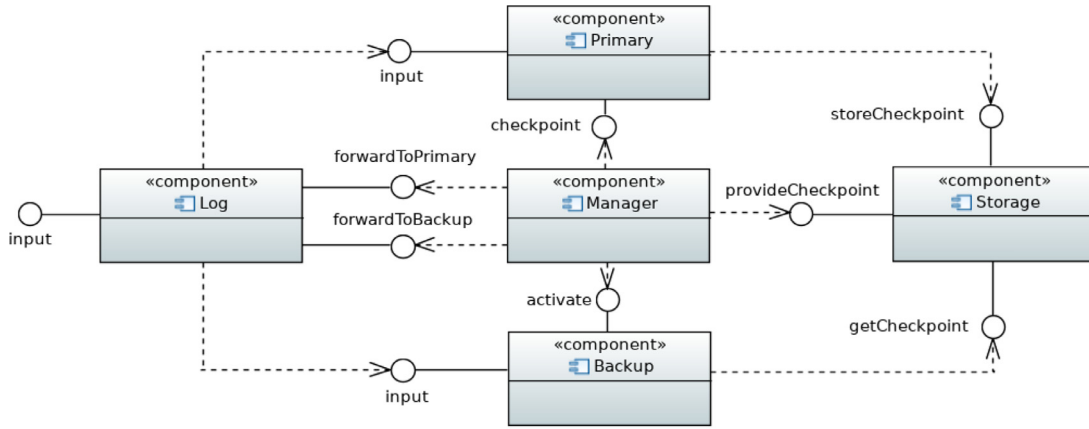 «component»
Primary
input
storeCheckpoint
checkpoint
forwardToPrimary
«component»
Log
«component»
Manager
provideCheckpoint
«component»
Storage
input
forwardToBackup
activate
getCheckpoint
«component»
Backup
input